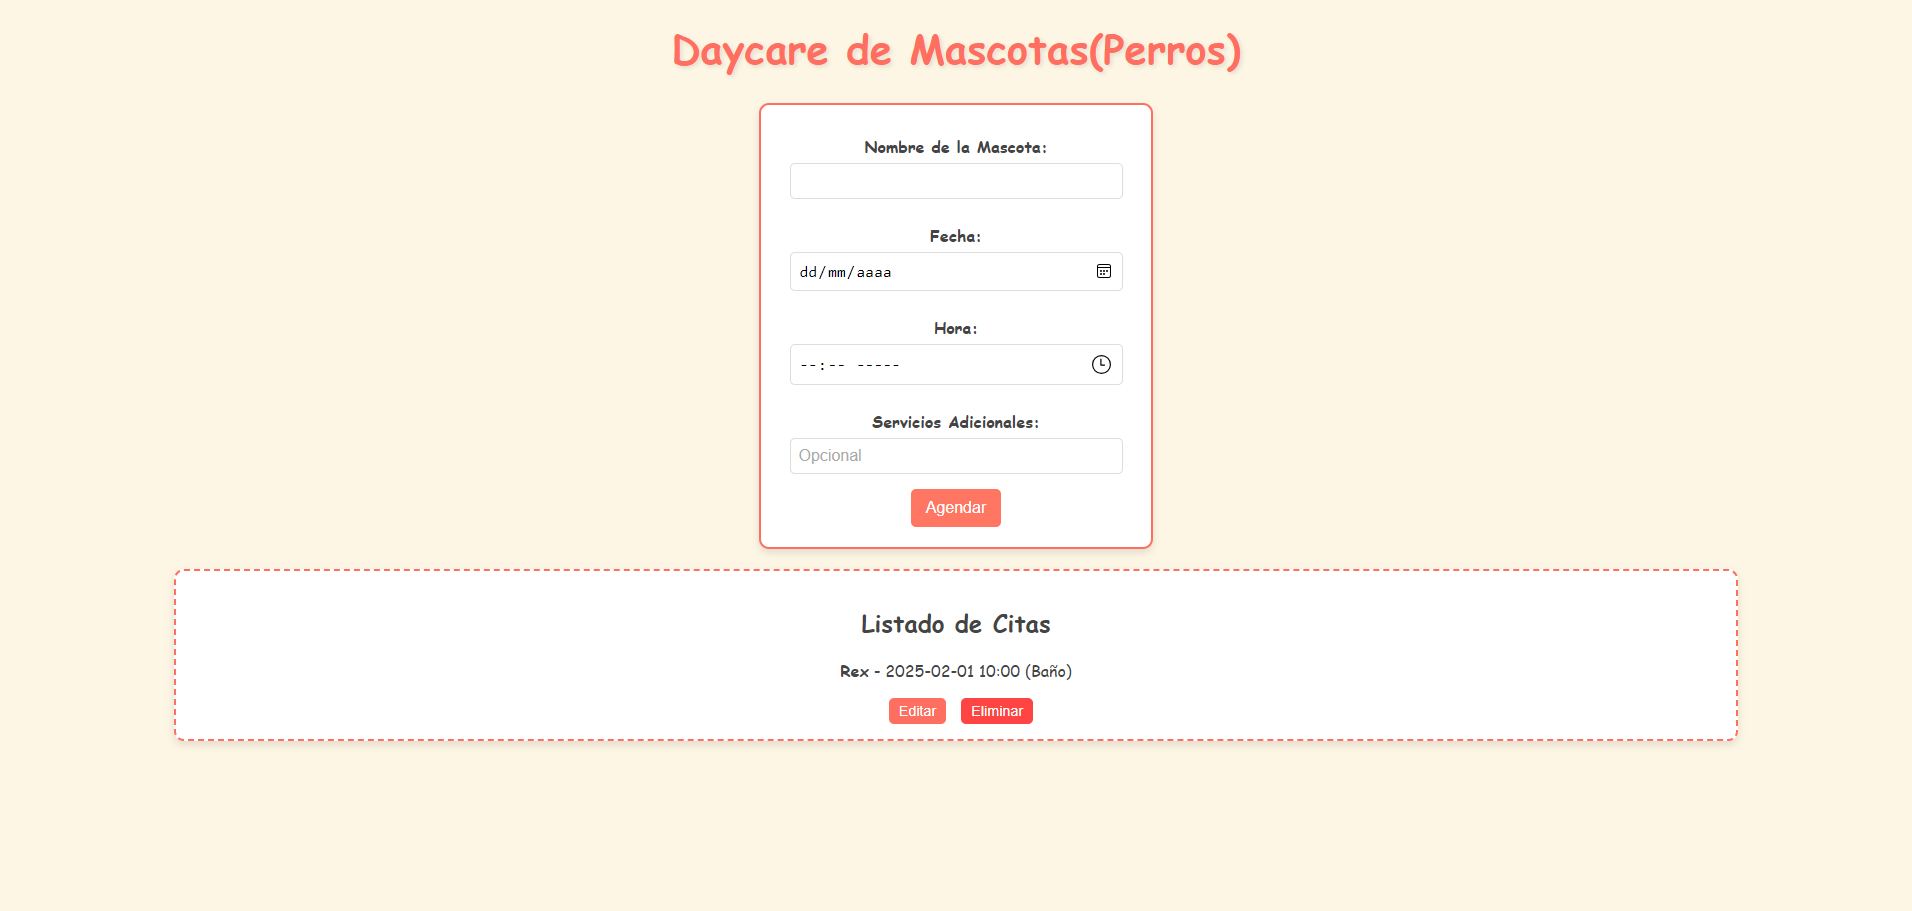 Daycare de Mascotas(Perros)
Nombre de la Mascota:
Fecha:
dd/mm/aaaa
Hora:
--:-- -----
Servicios Adicionales:
Opcional
Agendar
Listado de Citas
Rex - 2025-02-01 10:00 (Baño)
Editar Eliminar